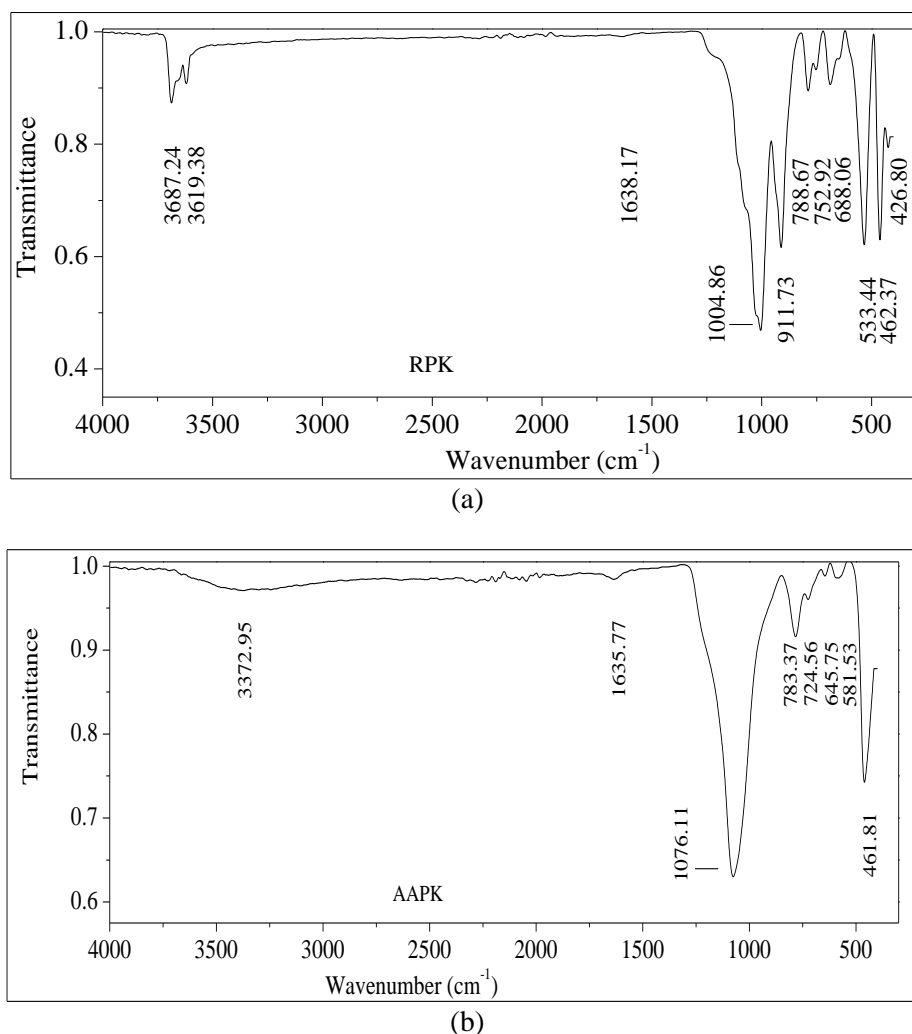 1.0
0.8
0.6
0.4
Transmittance
3687.24
3619.38
1638.17
1004.86
911.73
788.67
752.92
688.06
533.44
462.37
426.80
RPK
4000 3500 3000 2500 2000 1500 1000 500
Wavenumber (cm⁻¹)
(a)
1.0
0.9
0.8
0.7
0.6
Transmittance
3372.95
1635.77
1076.11
783.37
724.56
645.75
581.53
461.81
AAPK
4000 3500 3000 2500 2000 1500 1000 500
Wavenumber (cm⁻¹)
(b)